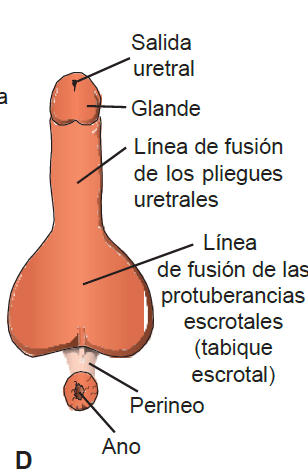 Salida
uretral
a
Glande
Línea de fusión
de los pliegues
uretrales
Línea
de fusión de las
protuberancias
escrotales
(tabique
escrotal)
Perineo
Ano
D